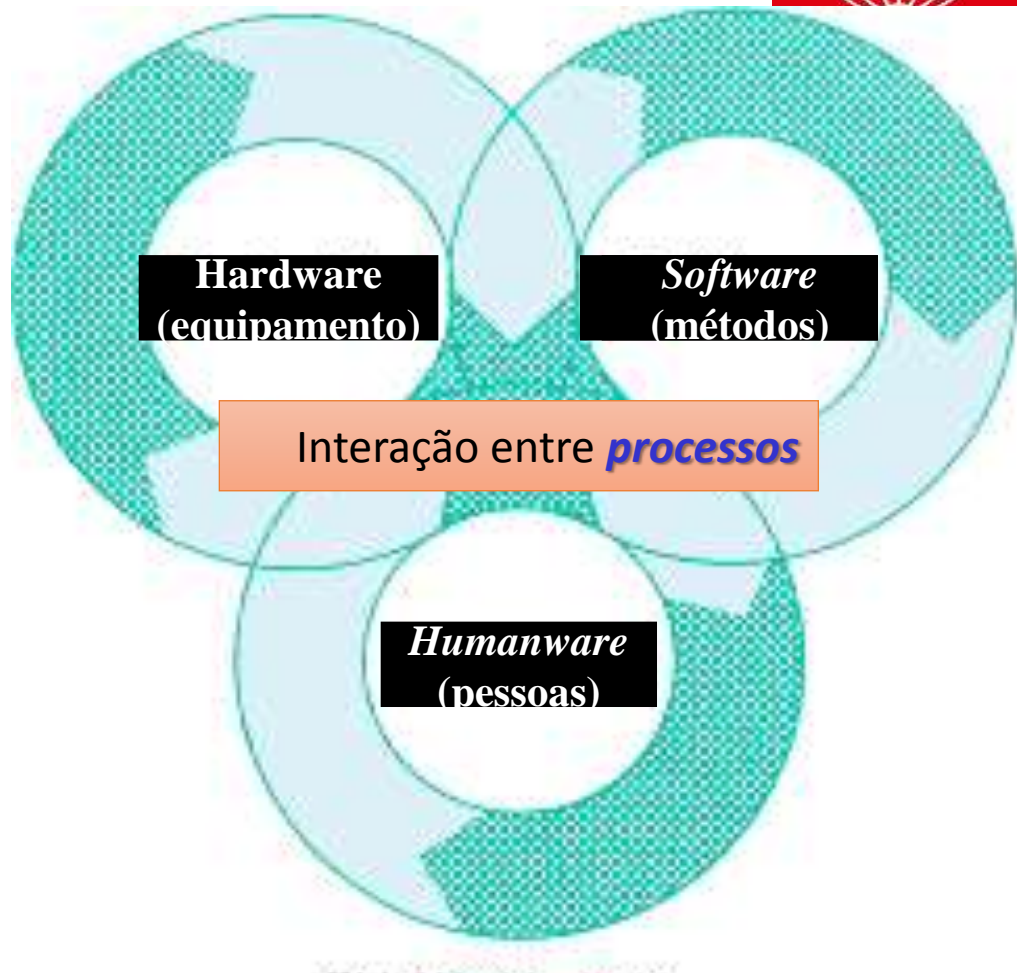 Hardware
(equipamento)
Software
(métodos)
Interação entre processos
Humanware
(pessoas)